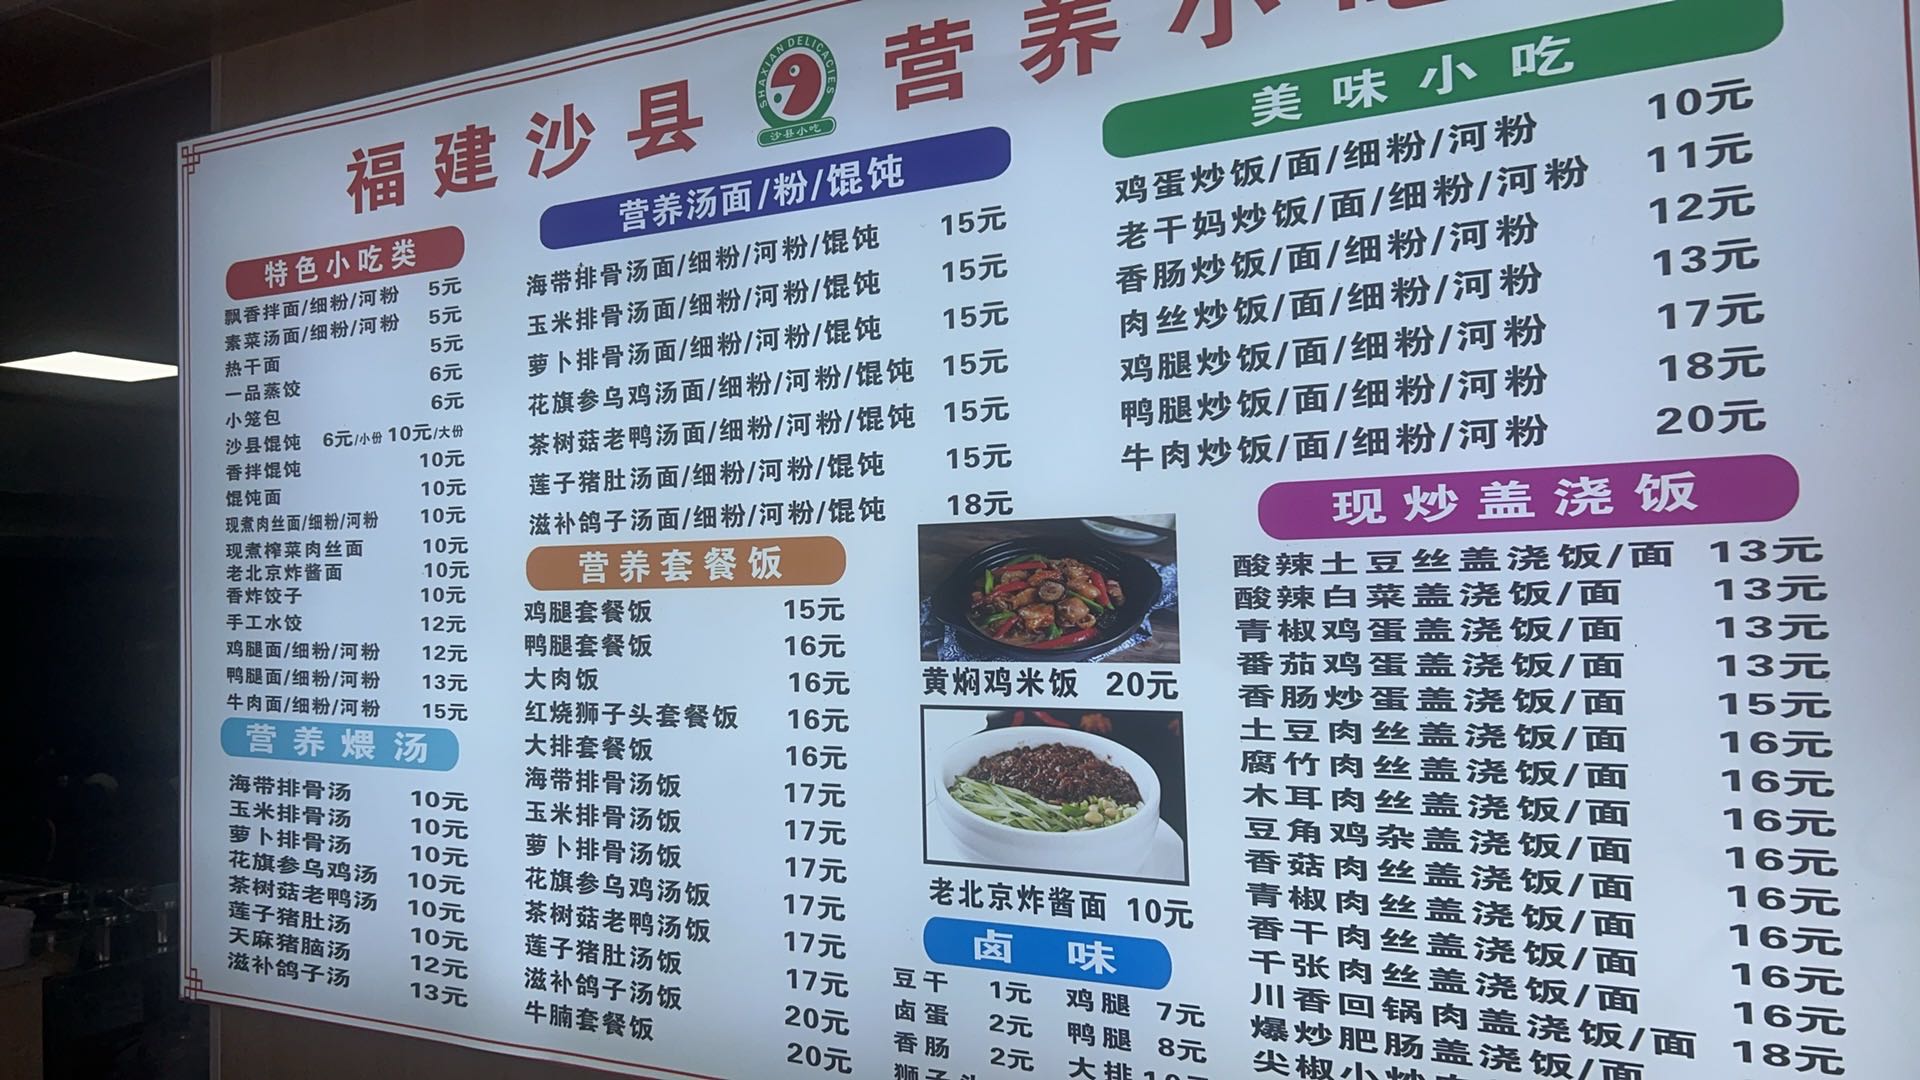 福建沙县 SHAXIAN DELICACIES 沙县小吃 营养小吃
特色小吃类
飘香拌面/细粉/河粉 5元
素菜汤面/细粉/河粉 5元
热干面 5元
一品蒸饺 6元
小笼包 6元
沙县馄饨 6元/小份 10元/大份
香拌馄饨 10元
馄饨面 10元
现煮肉丝面/细粉/河粉 10元
现煮榨菜肉丝面 10元
老北京炸酱面 10元
香炸饺子 10元
手工水饺 12元
鸡腿面/细粉/河粉 12元
鸭腿面/细粉/河粉 13元
牛肉面/细粉/河粉 15元
营养煨汤
海带排骨汤 10元
玉米排骨汤 10元
萝卜排骨汤 10元
花旗参乌鸡汤 10元
茶树菇老鸭汤 10元
莲子猪肚汤 10元
天麻猪脑汤 12元
滋补鸽子汤 13元
营养汤面/粉/馄饨
海带排骨汤面/细粉/河粉/馄饨 15元
玉米排骨汤面/细粉/河粉/馄饨 15元
萝卜排骨汤面/细粉/河粉/馄饨 15元
花旗参乌鸡汤面/细粉/河粉/馄饨 15元
茶树菇老鸭汤面/细粉/河粉/馄饨 15元
莲子猪肚汤面/细粉/河粉/馄饨 15元
滋补鸽子汤面/细粉/河粉/馄饨 18元
营养套餐饭
鸡腿套餐饭 15元
鸭腿套餐饭 16元
大肉饭 16元
红烧狮子头套餐饭 16元
大排套餐饭 16元
海带排骨汤饭 17元
玉米排骨汤饭 17元
萝卜排骨汤饭 17元
花旗参乌鸡汤饭 17元
茶树菇老鸭汤饭 17元
莲子猪肚汤饭 17元
滋补鸽子汤饭 20元
牛腩套餐饭 20元
黄焖鸡米饭 20元
老北京炸酱面 10元
卤味
豆干 1元 鸡腿 7元
卤蛋 2元 鸭腿 8元
香肠 2元 大排
美味小吃
鸡蛋炒饭/面/细粉/河粉 10元
老干妈炒饭/面/细粉/河粉 11元
香肠炒饭/面/细粉/河粉 12元
肉丝炒饭/面/细粉/河粉 13元
鸡腿炒饭/面/细粉/河粉 17元
鸭腿炒饭/面/细粉/河粉 18元
牛肉炒饭/面/细粉/河粉 20元
现炒盖浇饭
酸辣土豆丝盖浇饭/面 13元
酸辣白菜盖浇饭/面 13元
青椒鸡蛋盖浇饭/面 13元
番茄鸡蛋盖浇饭/面 13元
香肠炒蛋盖浇饭/面 15元
土豆肉丝盖浇饭/面 16元
腐竹肉丝盖浇饭/面 16元
木耳肉丝盖浇饭/面 16元
豆角鸡杂盖浇饭/面 16元
香菇肉丝盖浇饭/面 16元
青椒肉丝盖浇饭/面 16元
香干肉丝盖浇饭/面 16元
千张肉丝盖浇饭/面 16元
川香回锅肉盖浇饭/面 18元
爆炒肥肠盖浇饭/面